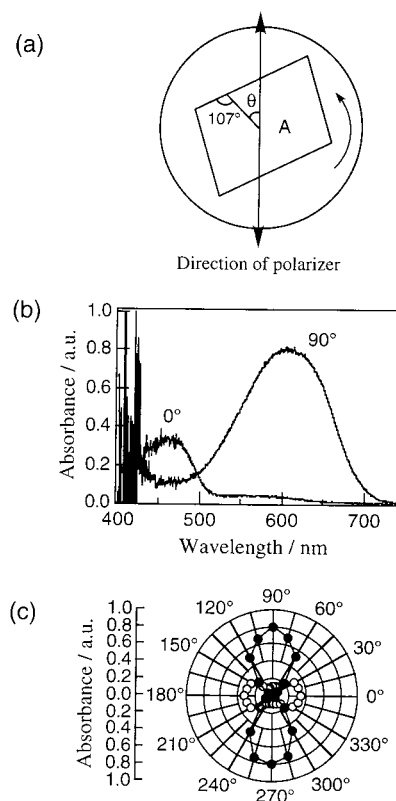 (a)
θ
107°
A
Direction of polarizer
(b)
Absorbance / a.u.
1.0
0.8
0.6
0.4
0.2
0.0
0°
90°
400 500 600 700
Wavelength / nm
(c)
Absorbance / a.u.
1.0
0.8
0.6
0.4
0.2
0.0
0.2
0.4
0.6
0.8
1.0
90°
120° 60°
150° 30°
180° 0°
210° 330°
240° 300°
270°